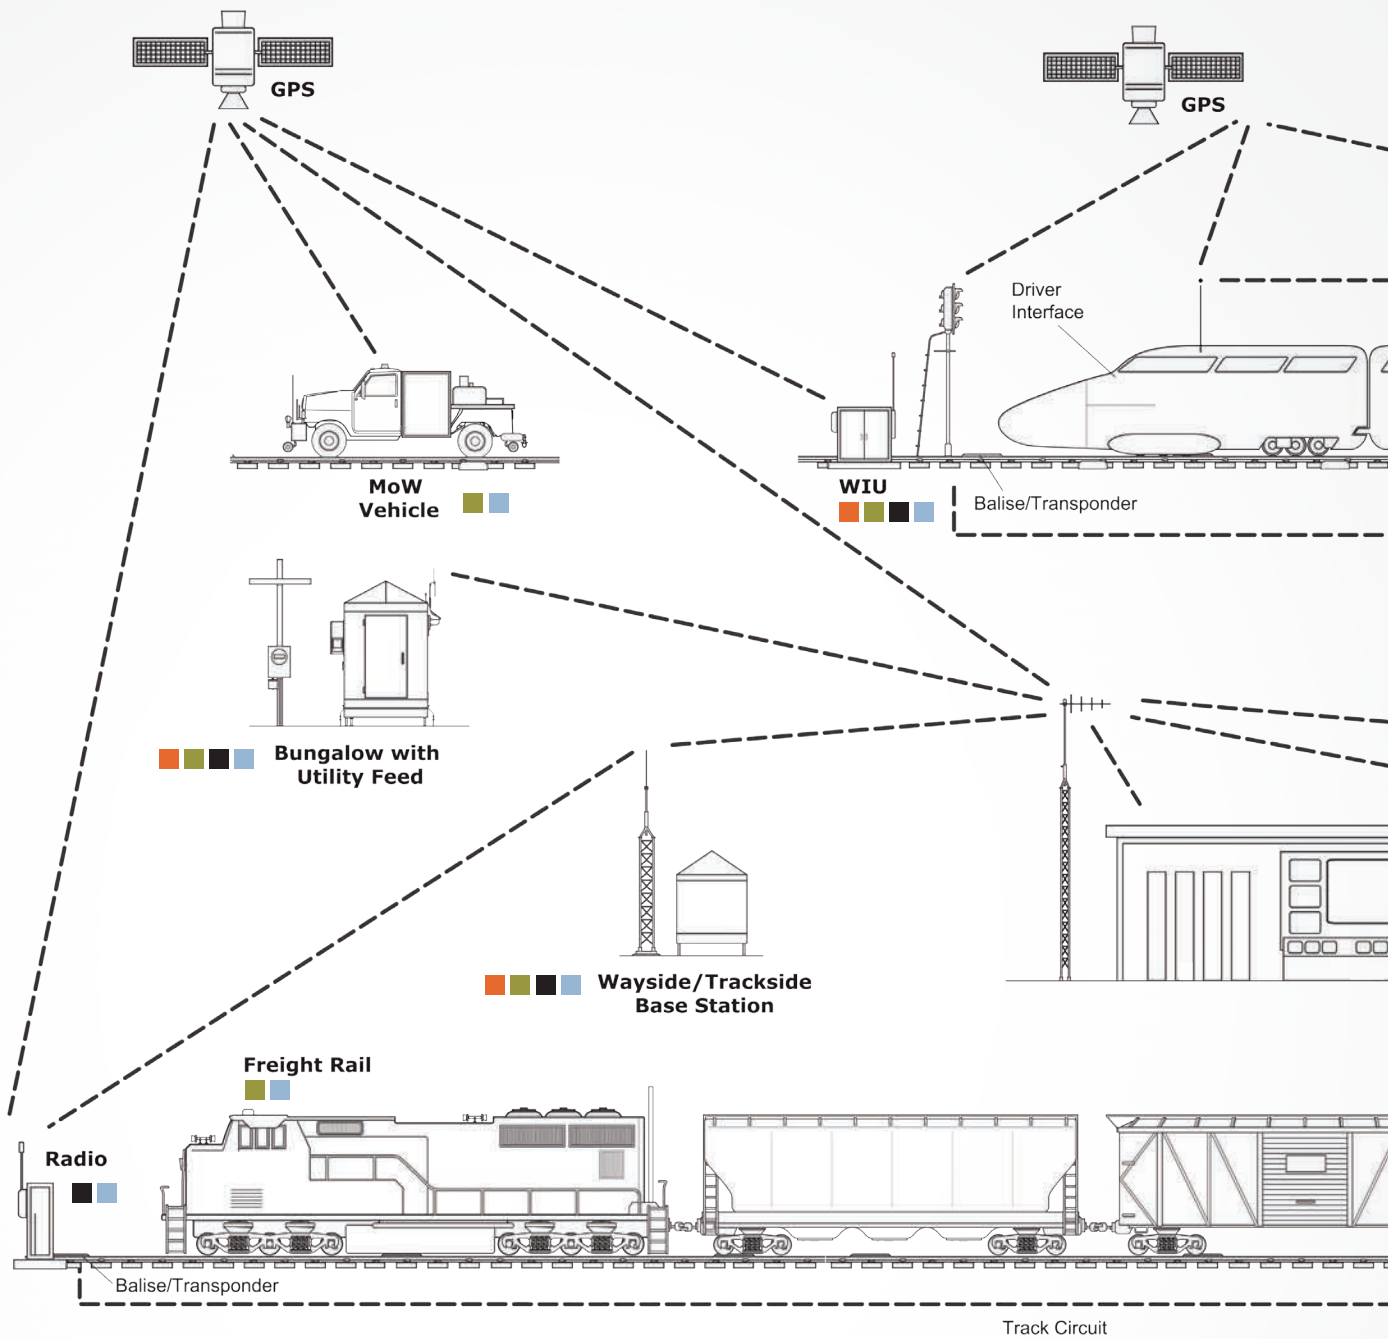 GPS
GPS
Driver
Interface
MoW
Vehicle
WIU
Balise/Transponder
Bungalow with
Utility Feed
Wayside/Trackside
Base Station
Freight Rail
Radio
Balise/Transponder
Track Circuit